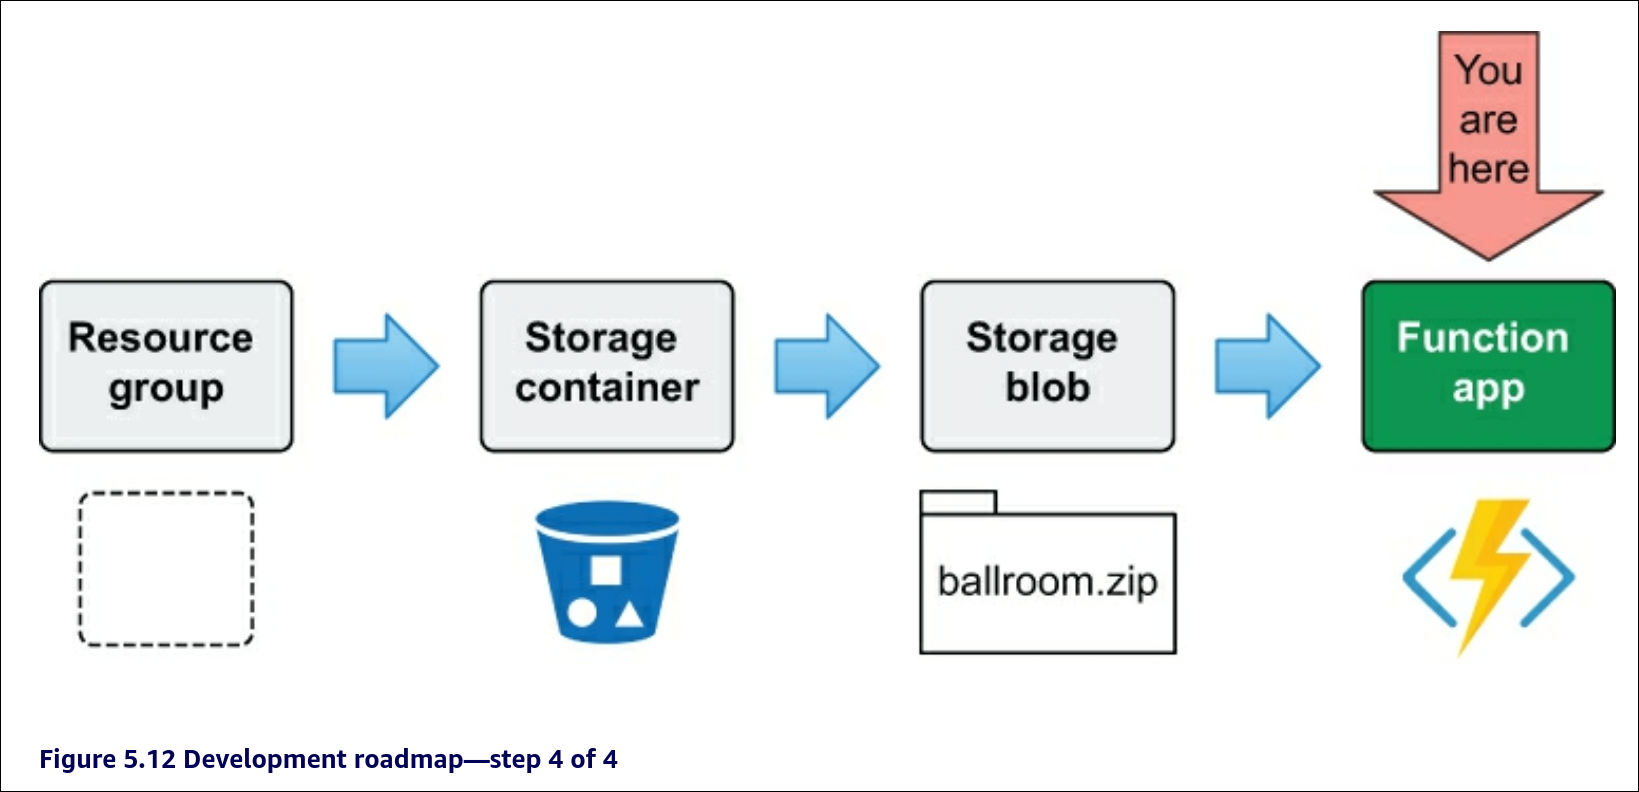 You
are
here
Resource
group
Storage
container
Storage
blob
Function
app
ballroom.zip
Figure 5.12 Development roadmap—step 4 of 4